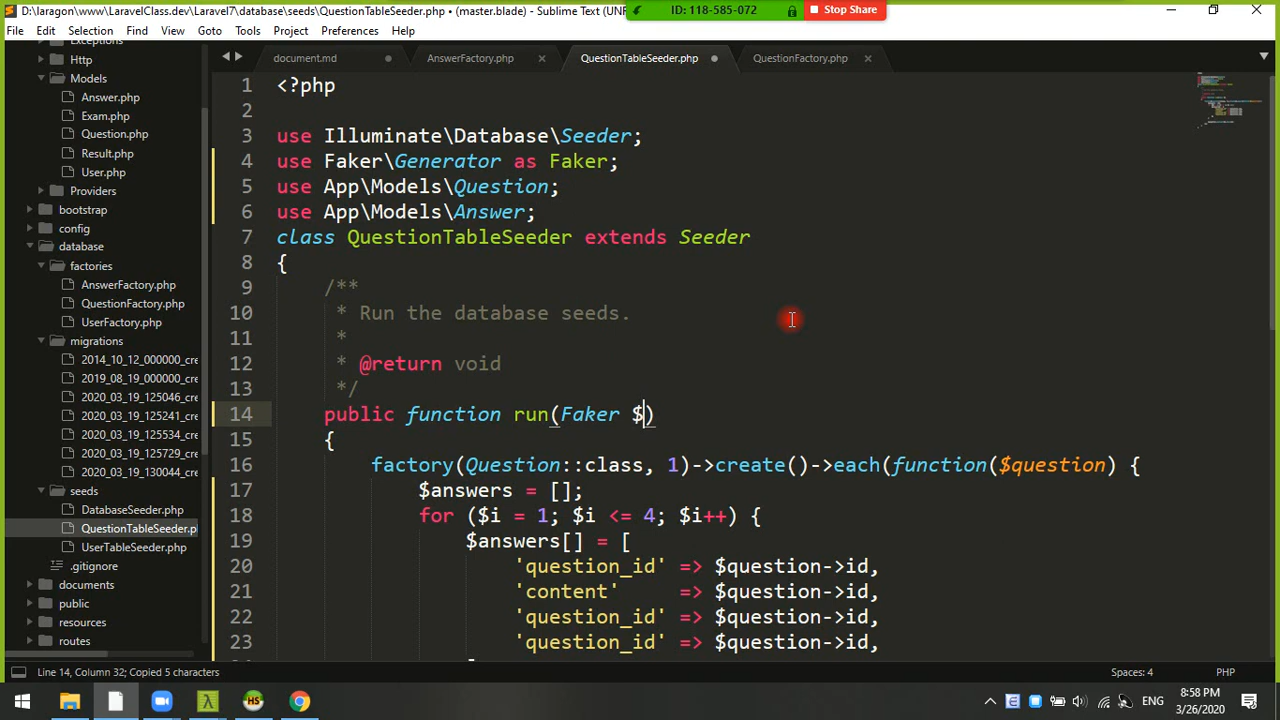 D:\laragon\www\LaravelClass.dev\Laravel7\database\seeds\QuestionTableSeeder.php • (master.blade) - Sublime Text (UNR
ID: 118-585-072
Stop Share
File Edit Selection Find View Goto Tools Project Preferences Help
document.md AnswerFactory.php QuestionTableSeeder.php QuestionFactory.php
Exceptions
Http
Models
Answer.php
Exam.php
Question.php
Result.php
User.php
Providers
bootstrap
config
database
factories
AnswerFactory.php
QuestionFactory.php
UserFactory.php
migrations
2014_10_12_000000_cre
2019_08_19_000000_cre
2020_03_19_125046_cre
2020_03_19_125241_cre
2020_03_19_125534_cre
2020_03_19_125729_cre
2020_03_19_130044_cre
seeds
DatabaseSeeder.php
QuestionTableSeeder.p
UserTableSeeder.php
.gitignore
documents
public
resources
routes
1 <?php
2
3 use Illuminate\Database\Seeder;
4 use Faker\Generator as Faker;
5 use App\Models\Question;
6 use App\Models\Answer;
7 class QuestionTableSeeder extends Seeder
8 {
9 /**
10 * Run the database seeds.
11 *
12 * @return void
13 */
14 public function run(Faker $)
15 {
16 factory(Question::class, 1)->create()->each(function($question) {
17 $answers = [];
18 for ($i = 1; $i <= 4; $i++) {
19 $answers[] = [
20 'question_id' => $question->id,
21 'content' => $question->id,
22 'question_id' => $question->id,
23 'question_id' => $question->id,
Line 14, Column 32; Copied 5 characters
Spaces: 4
PHP
ENG
8:58 PM
3/26/2020